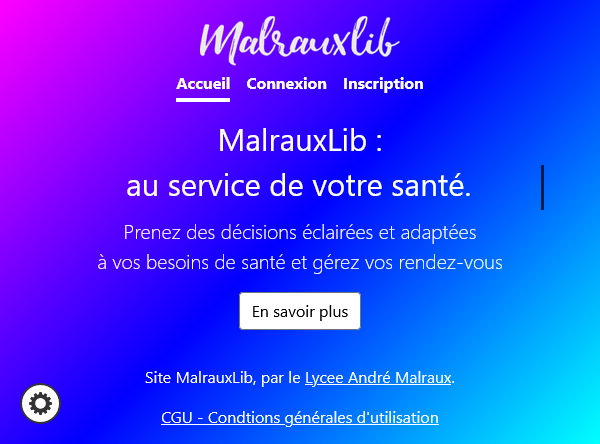 Malrauxlib
Accueil Connexion Inscription
MalrauxLib :
au service de votre santé.
Prenez des décisions éclairées et adaptées
à vos besoins de santé et gérez vos rendez-vous
En savoir plus
Site MalrauxLib, par le Lycee André Malraux.
CGU - Condtions générales d'utilisation